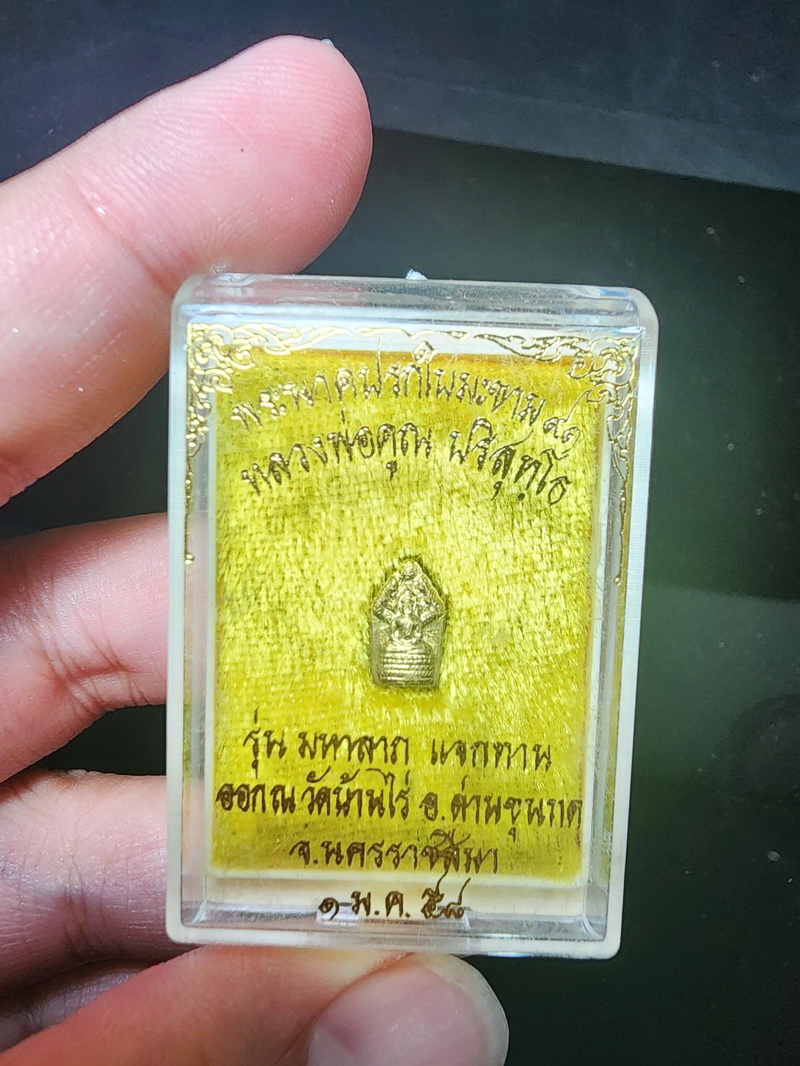 พระนาคปรกใบมะขาม ๙๒
หลวงพ่อคูณ ปริสุทฺโธ
รุ่น มหาลาภ แจกทาน
ออก ณ วัดบ้านไร่ อ.ด่านขุนทด
จ.นครราชสีมา
๑ ม.ค. ๕๘